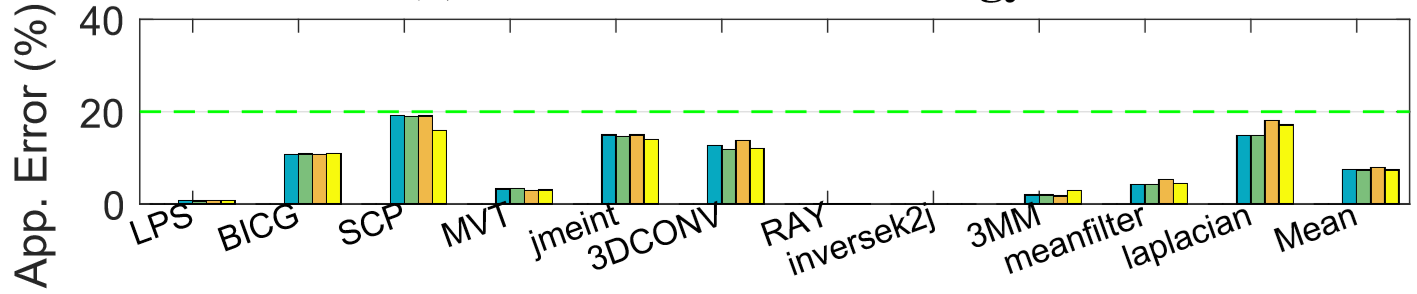 App. Error (%)
40
20
0
LPS
BICG
SCP
MVT
jmeint
3DCONV
RAY
inversek2j
3MM
meanfilter
laplacian
Mean